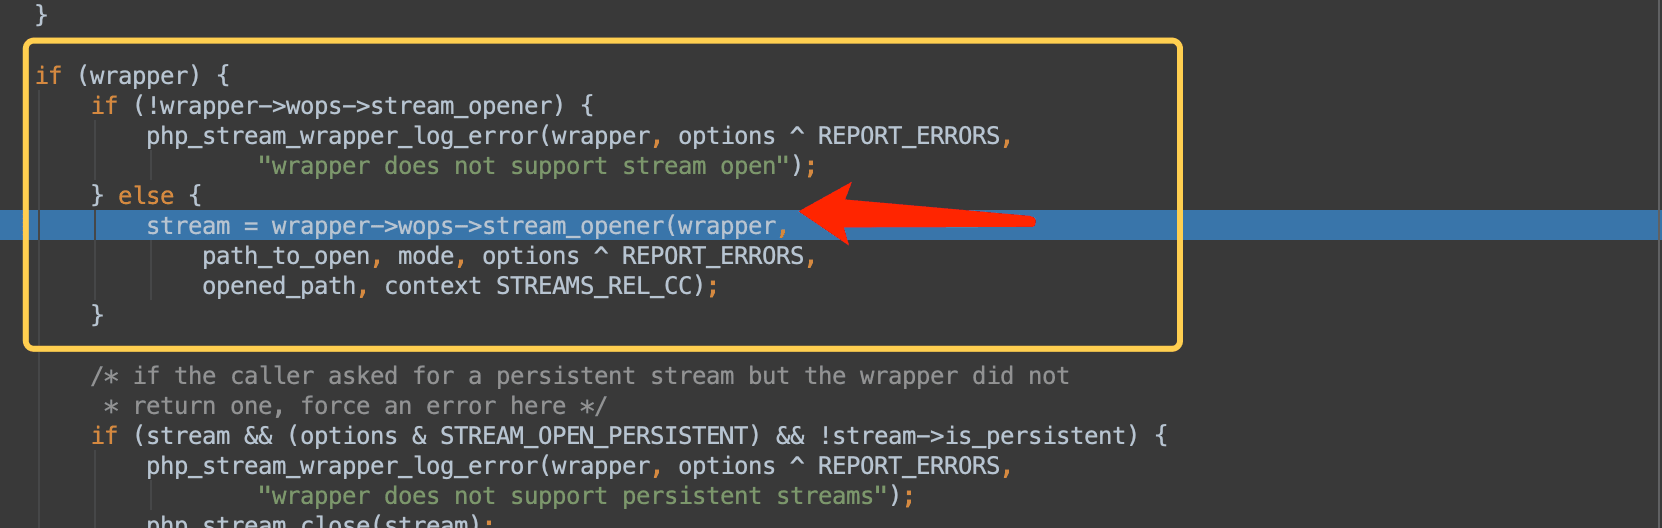 }
if (wrapper) {
if (!wrapper->wops->stream_opener) {
php_stream_wrapper_log_error(wrapper, options ^ REPORT_ERRORS,
"wrapper does not support stream open");
} else {
stream = wrapper->wops->stream_opener(wrapper,
path_to_open, mode, options ^ REPORT_ERRORS,
opened_path, context STREAMS_REL_CC);
}
/* if the caller asked for a persistent stream but the wrapper did not
* return one, force an error here */
if (stream && (options & STREAM_OPEN_PERSISTENT) && !stream->is_persistent) {
php_stream_wrapper_log_error(wrapper, options ^ REPORT_ERRORS,
"wrapper does not support persistent streams");
php_stream_close(stream);